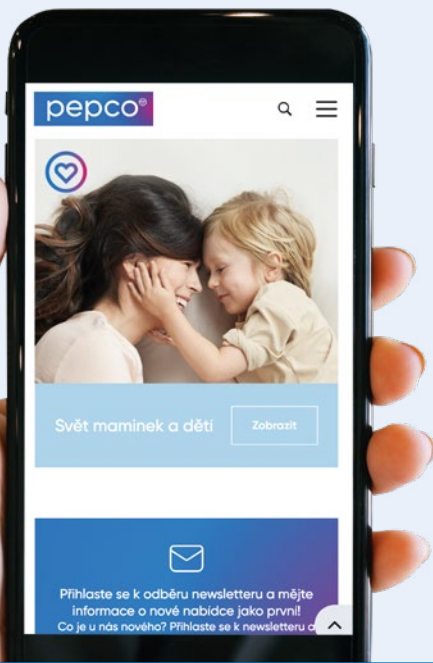 pepco®
Svět maminek a dětí
Zobrazit
Přihlaste se k odběru newsletteru a mějte
informace o nové nabídce jako první!
Co je u nás nového? Přihlaste se k newsletteru a